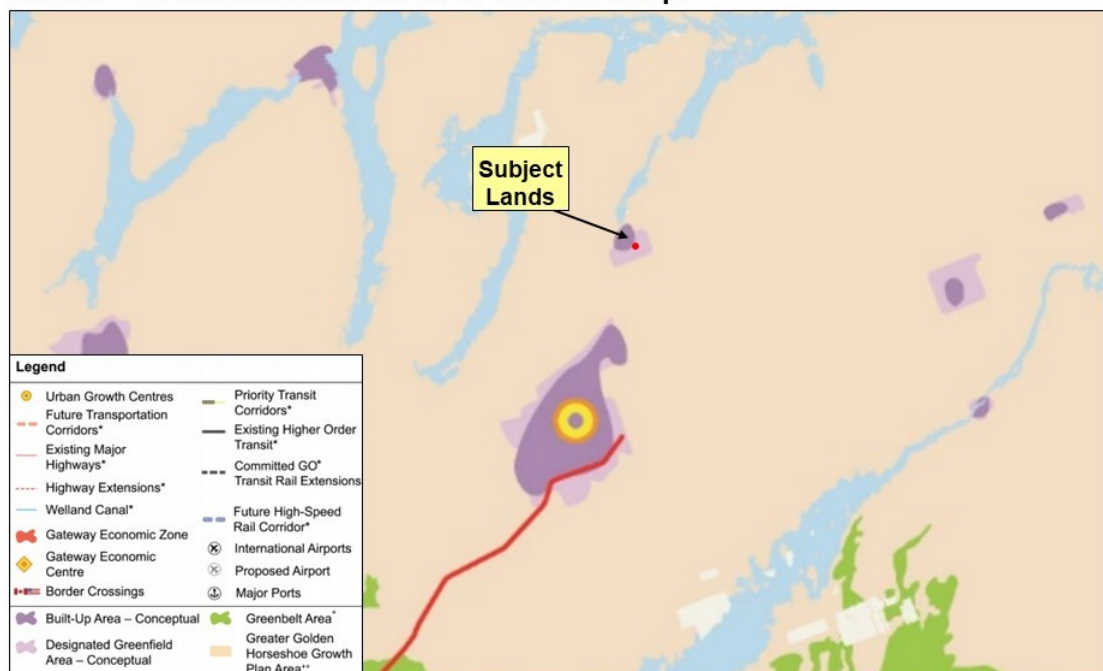 Subject
Lands
Legend
Urban Growth Centres
Future Transportation
Corridors*
Existing Major
Highways*
Highway Extensions*
Welland Canal*
Gateway Economic Zone
Gateway Economic
Centre
Border Crossings
Priority Transit
Corridors*
Existing Higher Order
Transit*
Committed GO*
Transit Rail Extensions
Future High-Speed
Rail Corridor*
International Airports
Proposed Airport
Major Ports
Built-Up Area – Conceptual
Designated Greenfield
Area – Conceptual
Greenbelt Area*
Greater Golden
Horseshoe Growth
Plan Area**